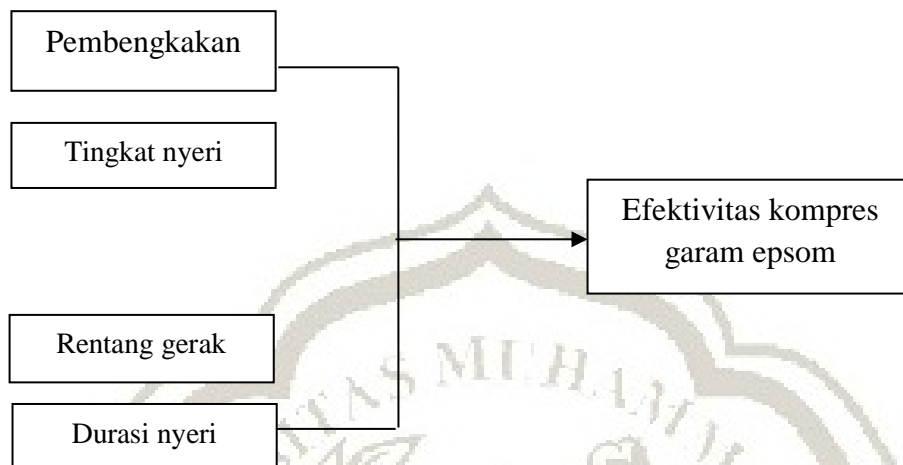 Pembengkakan
Tingkat nyeri
Efektivitas kompres
garam epsom
Rentang gerak
Durasi nyeri